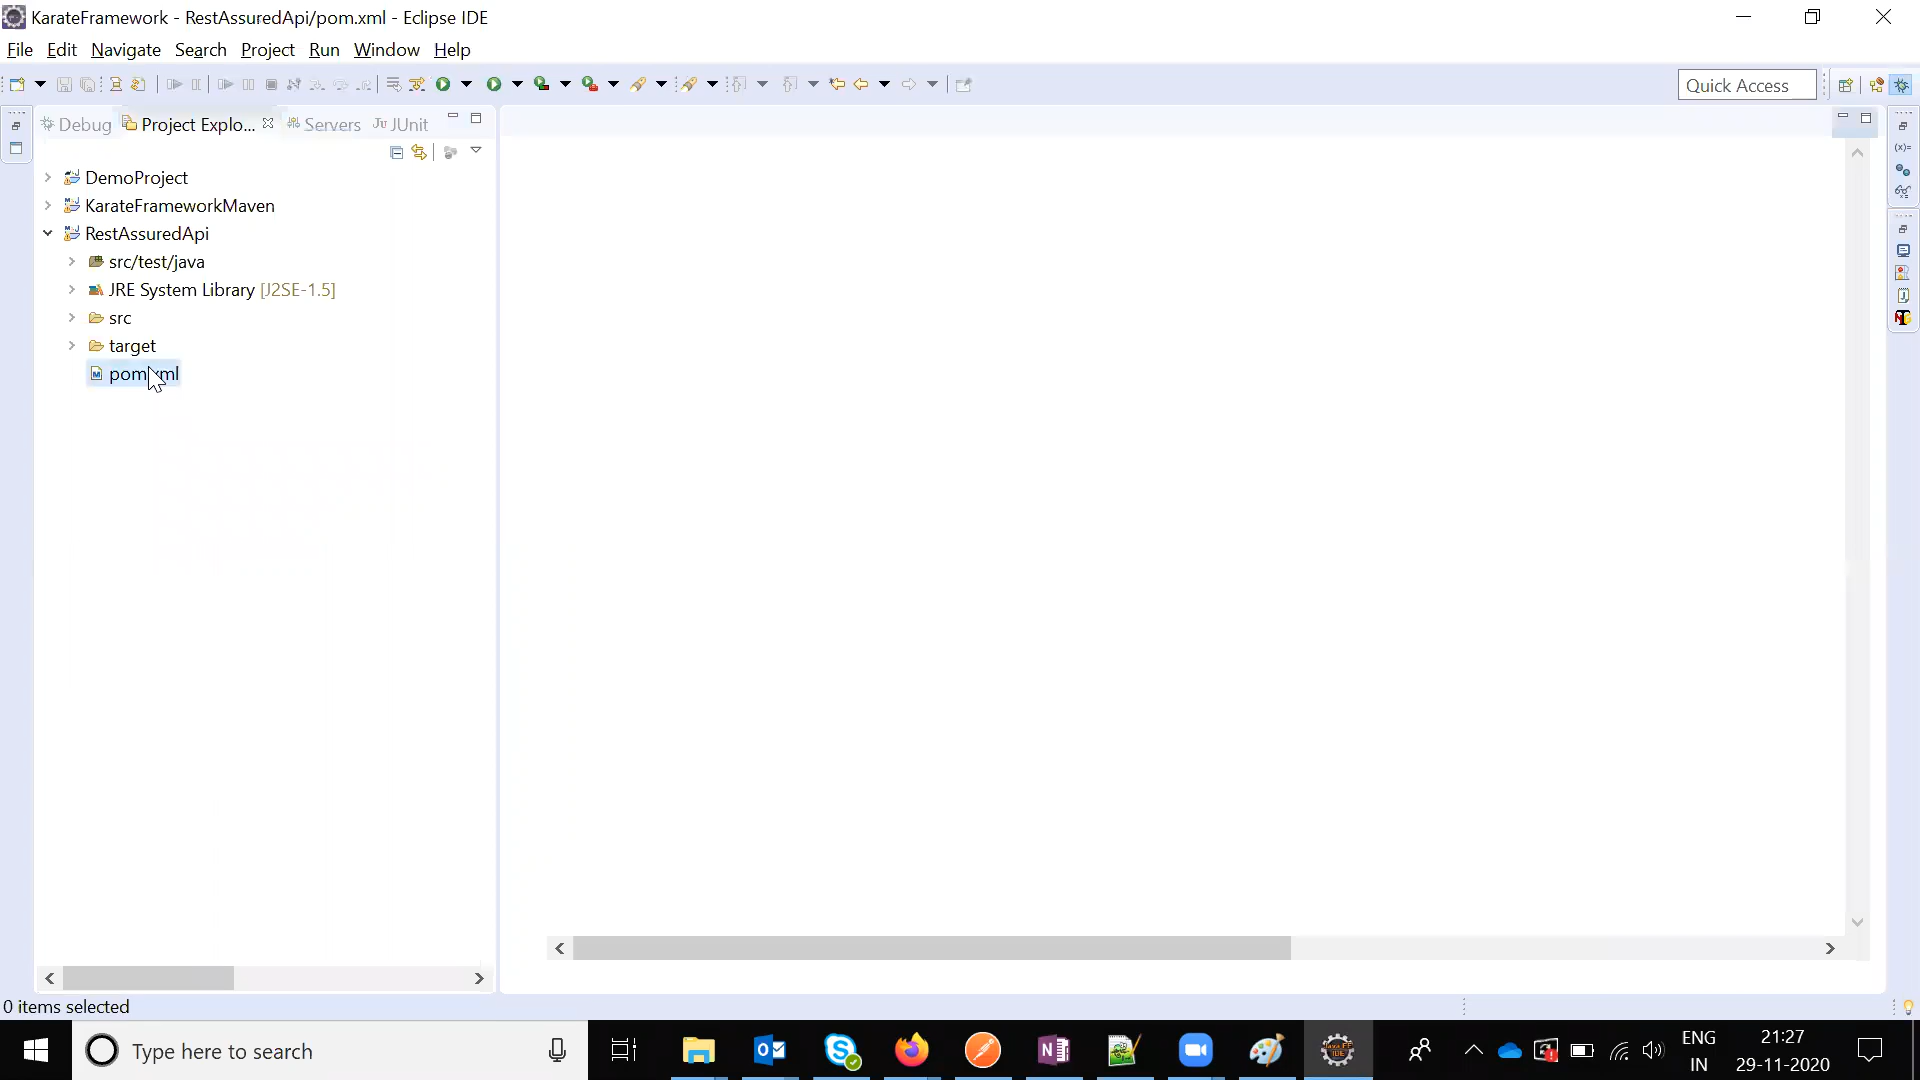 KarateFramework - RestAssuredApi/pom.xml - Eclipse IDE
File Edit Navigate Search Project Run Window Help
Quick Access
Debug Project Explo... Servers JUnit
DemoProject
KarateFrameworkMaven
RestAssuredApi
src/test/java
JRE System Library [J2SE-1.5]
src
target
pom.xml
0 items selected
Type here to search
ENG
IN
21:27
29-11-2020